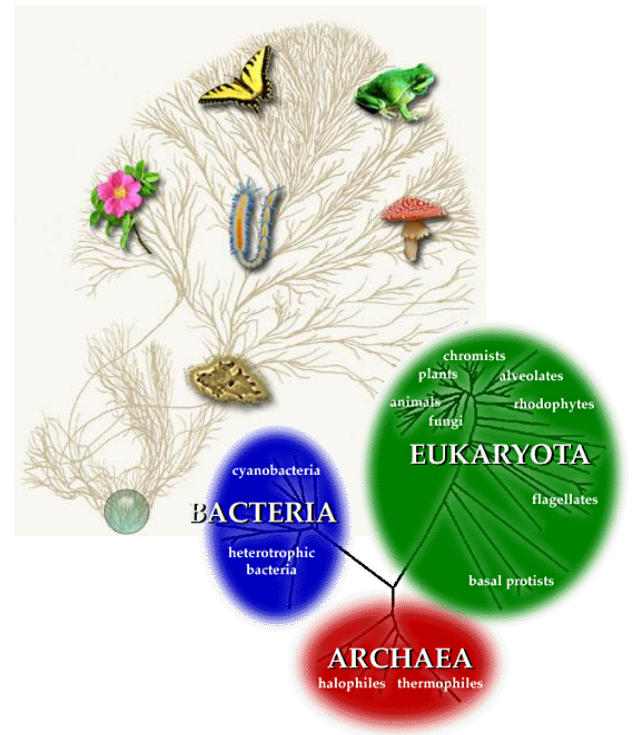 chromists
plants
alveolates
animals
rhodophytes
fungi
EUKARYOTA
flagellates
basal protists
cyanobacteria
BACTERIA
heterotrophic
bacteria
ARCHAEA
halophiles thermophiles